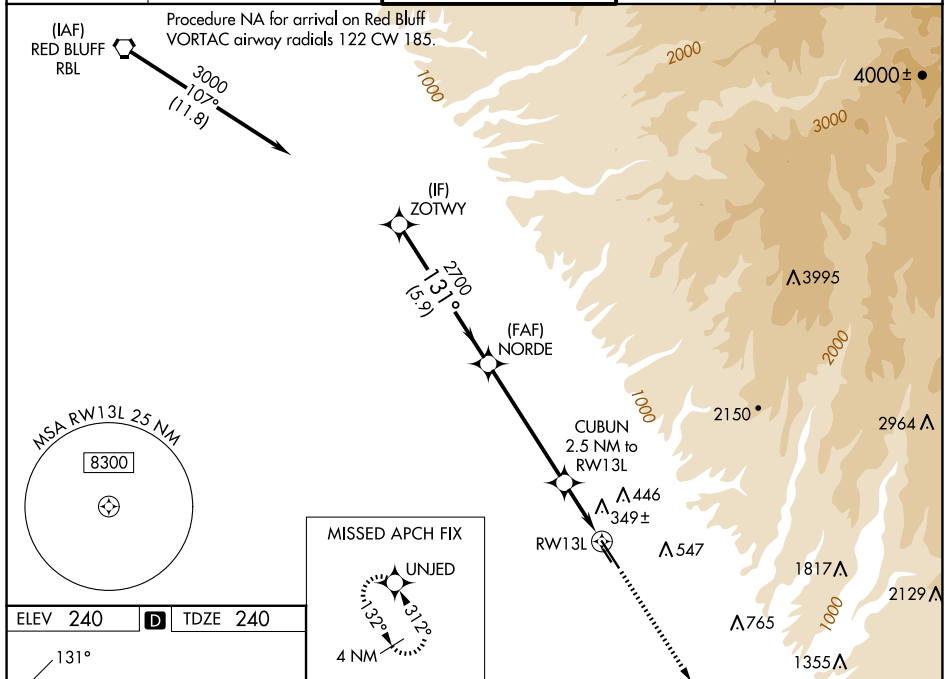 Procedure NA for arrival on Red Bluff
VORTAC airway radials 122 CW 185.
(IAF)
RED BLUFF
RBL
3000
107°
(11.8)
1000
2000
4000±
3000
(IF)
ZOTWY
2700
131°
(5.9)
3995
(FAF)
NORDE
2000
1000
2150
2964
MSA RW13L 25 NM
8300
CUBUN
2.5 NM to
RW13L
446
349±
RW13L
547
MISSED APCH FIX
UNJED
132°
312°
4 NM
1817
2129
1000
765
1355
ELEV 240 D TDZE 240
131°